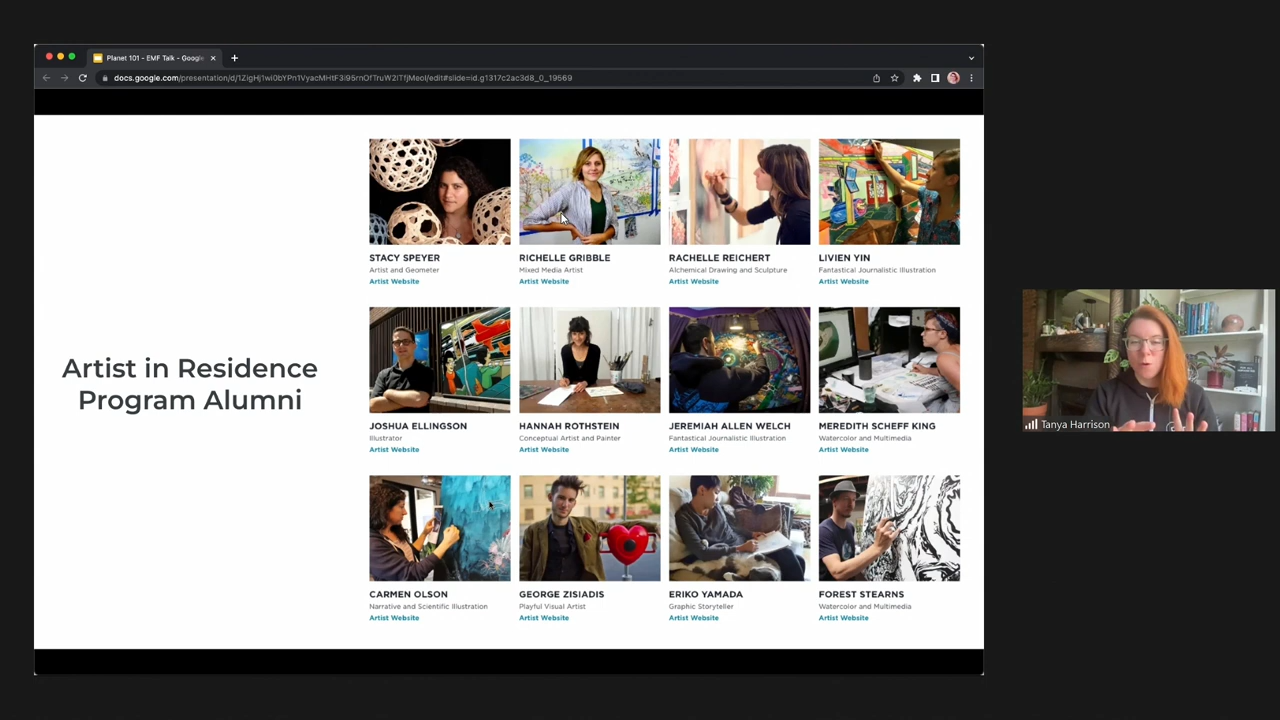 Planet 101 - EMF Talk - Google
docs.google.com/presentation/d/
Artist in Residence
Program Alumni
STACY SPEYER
Artist and Geometer
Artist Website
RICHELLE GRIBBLE
Mixed Media Artist
Artist Website
RACHELLE REICHERT
Alchemical Drawing and Sculpture
Artist Website
LIVIEN YIN
Fantastical Journalistic Illustration
Artist Website
JOSHUA ELLINGSON
Illustrator
Artist Website
HANNAH ROTHSTEIN
Conceptual Artist and Painter
Artist Website
JEREMIAH ALLEN WELCH
Fantastical Journalistic Illustration
Artist Website
MEREDITH SCHEFF KING
Watercolor and Multimedia
Artist Website
CARMEN OLSON
Narrative and Scientific Illustration
Artist Website
GEORGE ZISIADIS
Playful Visual Artist
Artist Website
ERIKO YAMADA
Graphic Storyteller
Artist Website
FOREST STEARNS
Watercolor and Multimedia
Artist Website
Tanya Harrison